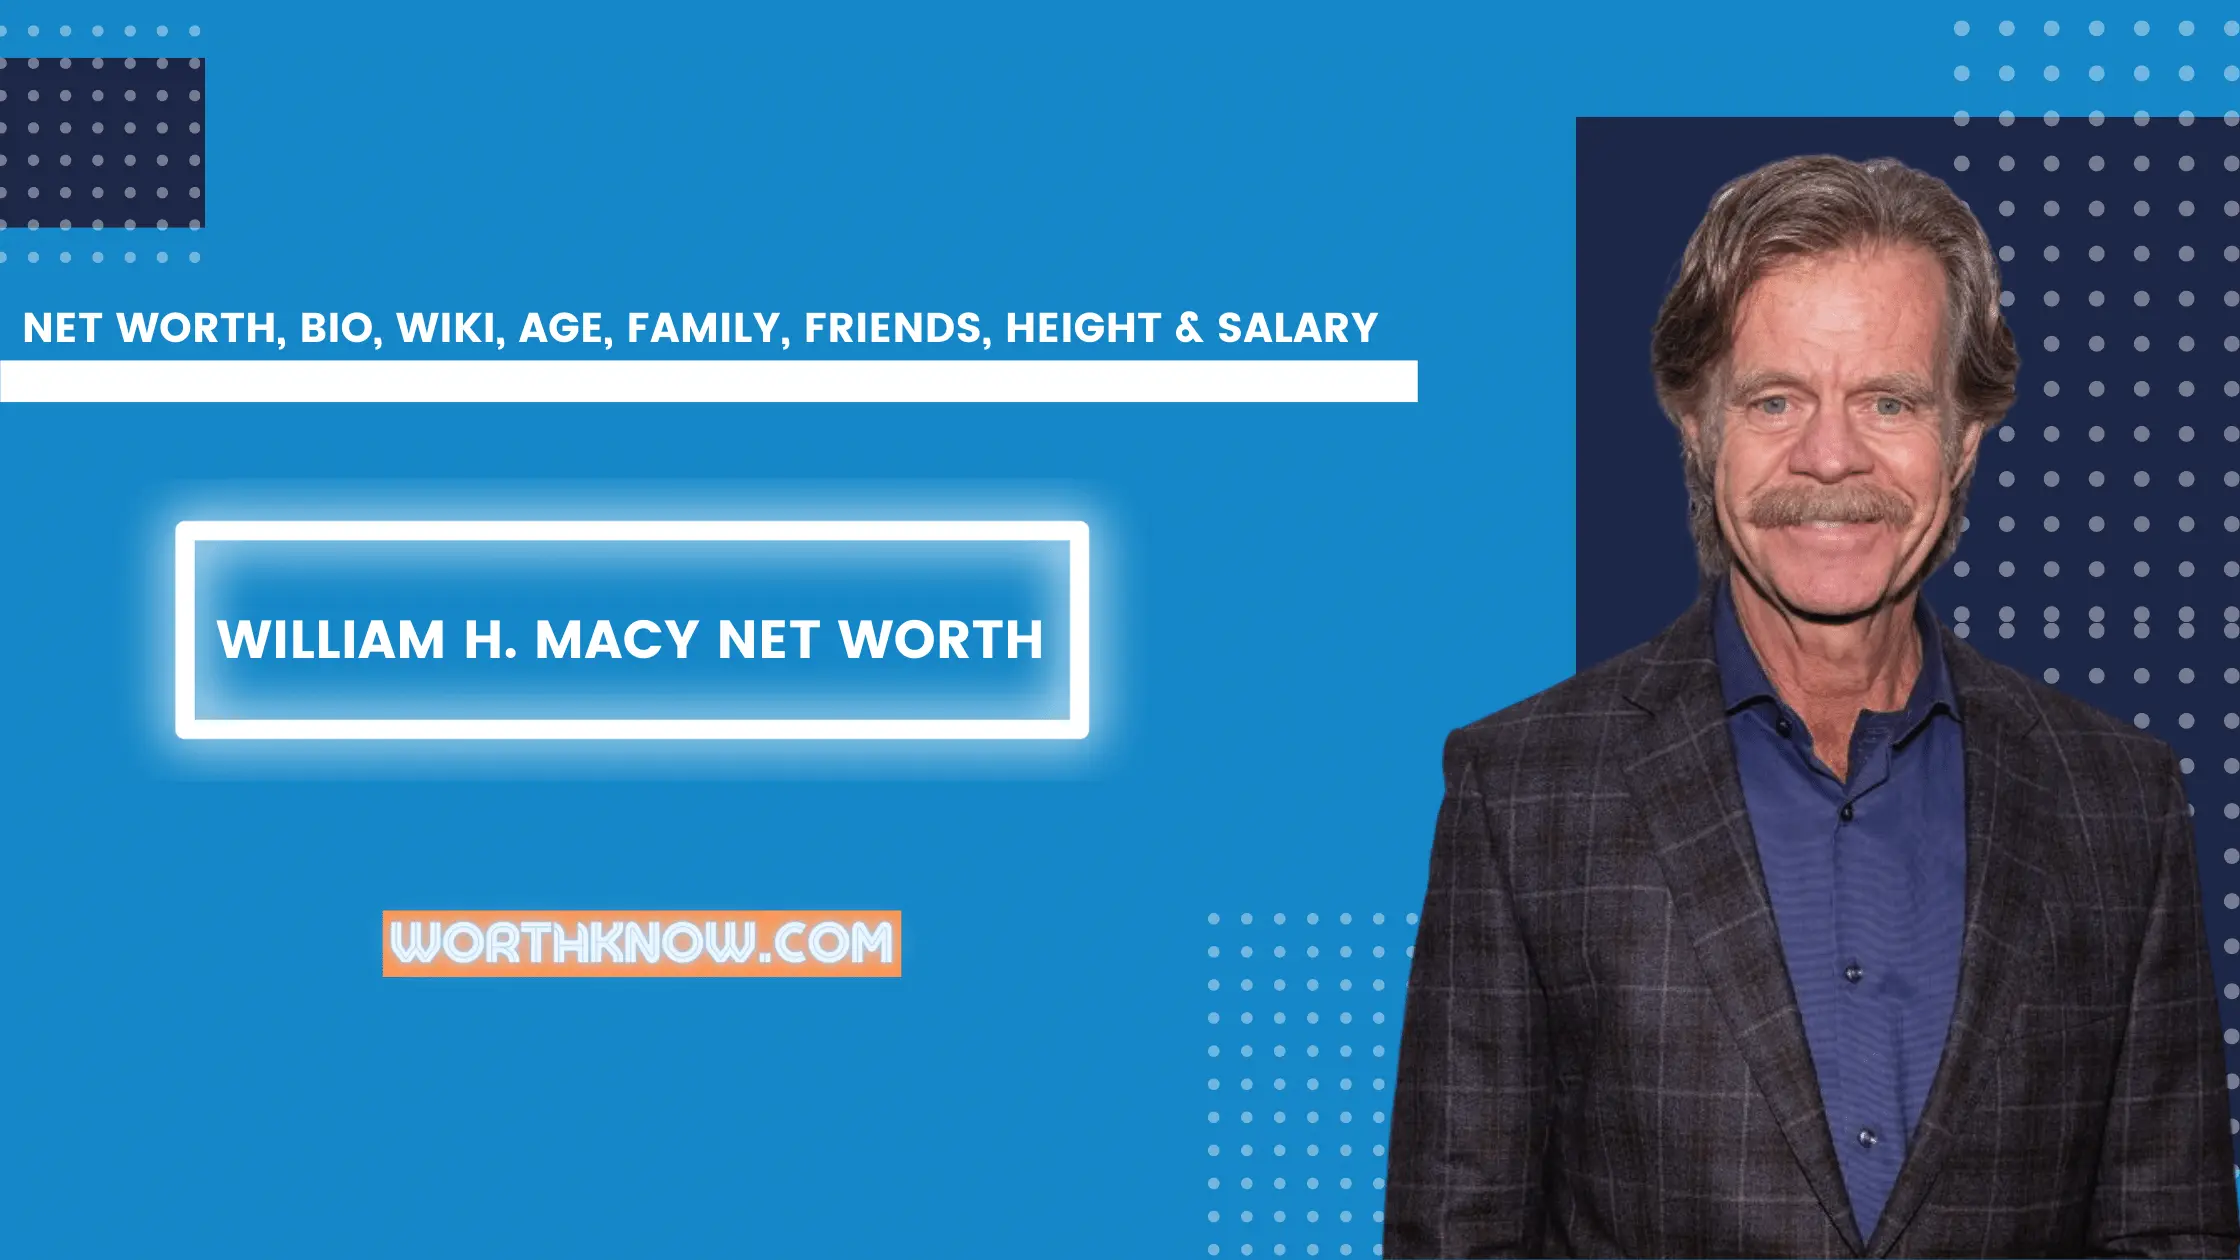 NET WORTH, BIO, WIKI, AGE, FAMILY, FRIENDS, HEIGHT & SALARY
WILLIAM H. MACY NET WORTH
WORTHKNOW.COM